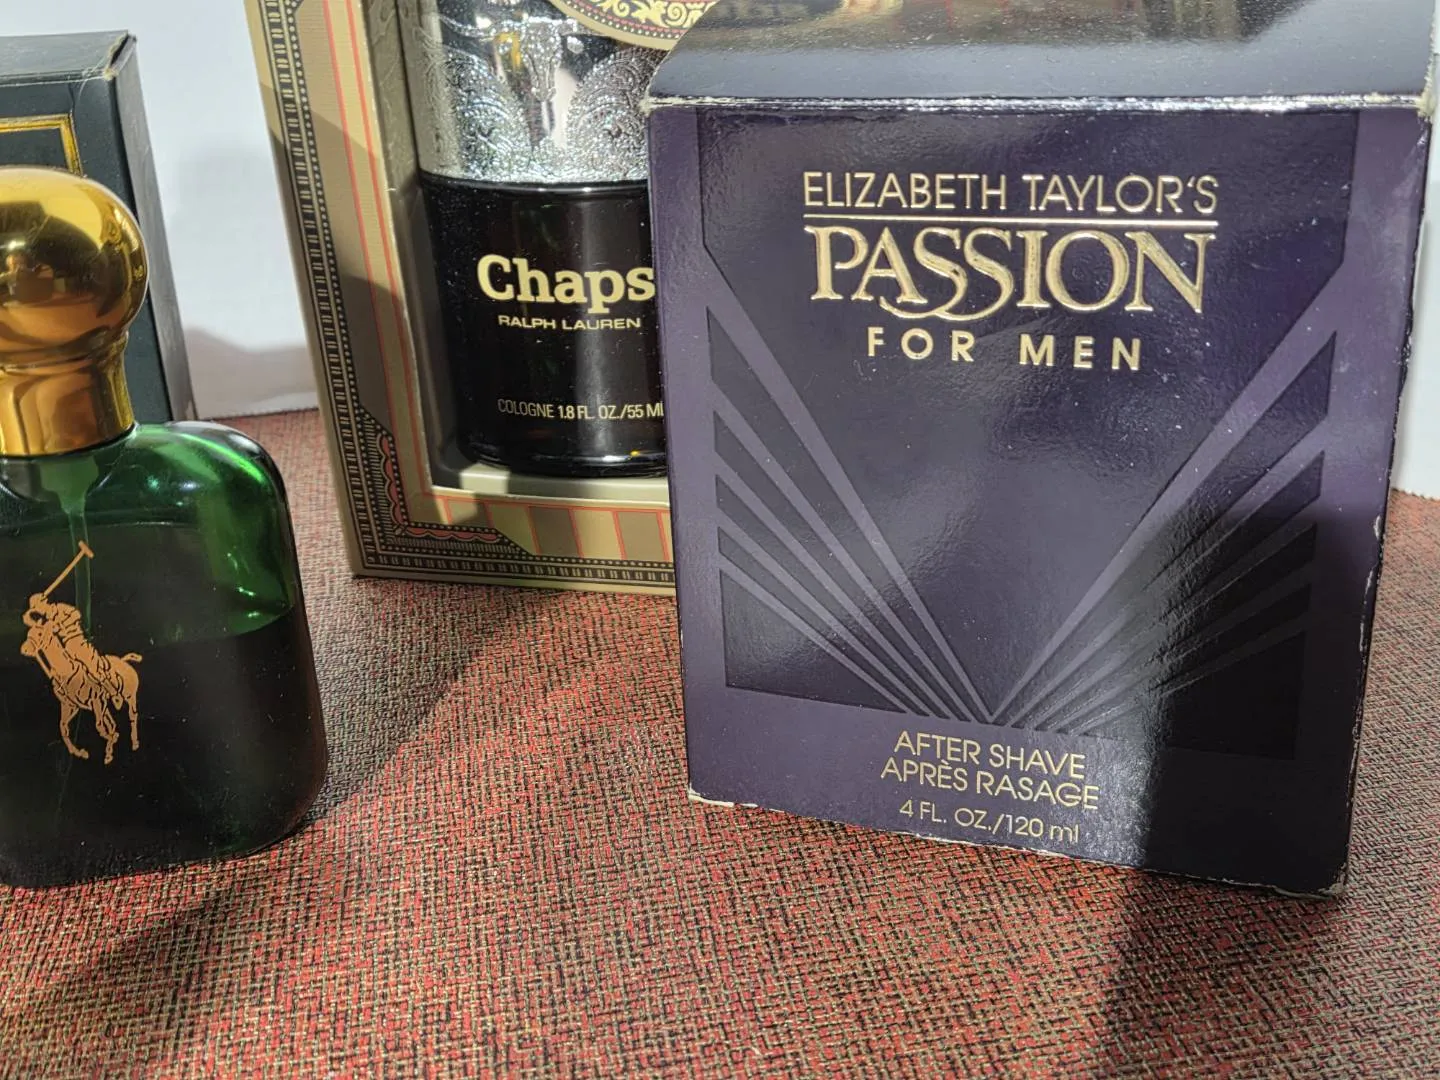 Chaps
RALPH LAUREN
COLOGNE 1.8 FL. OZ./55 ML
ELIZABETH TAYLOR'S
PASSION
FOR MEN
AFTER SHAVE
APRÈS RASAGE
4 FL. OZ./120 ml